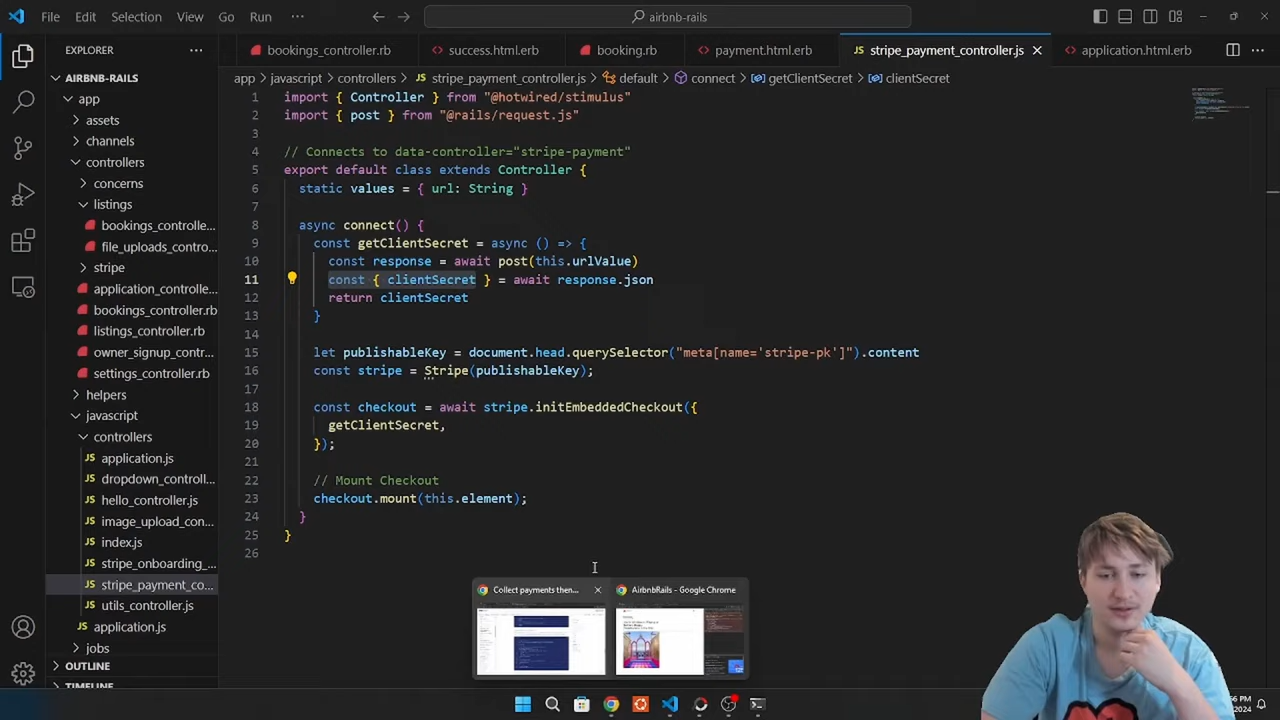 File Edit Selection View Go Run ··· airbnb-rails
EXPLORER ···
bookings_controller.rb success.html.erb booking.rb payment.html.erb stripe_payment_controller.js application.html.erb
app > javascript > controllers > stripe_payment_controller.js > default > connect > getClientSecret > clientSecret
AIRBNB-RAILS
app
assets
channels
controllers
concerns
listings
bookings_controlle...
file_uploads_contro...
stripe
application_controlle...
bookings_controller.rb
listings_controller.rb
owner_signup_contr...
settings_controller.rb
helpers
javascript
controllers
application.js
dropdown_controll...
hello_controller.js
image_upload_con...
index.js
stripe_onboarding_...
stripe_payment_co...
utils_controller.js
application.js
jobs
OUTLINE
TIMELINE
1 import { Controller } from "@hotwired/stimulus"
2 import { post } from "@rails/request.js"
3
4 // Connects to data-controller="stripe-payment"
5 export default class extends Controller {
6 static values = { url: String }
7
8 async connect() {
9 const getClientSecret = async () => {
10 const response = await post(this.urlValue)
11 const { clientSecret } = await response.json
12 return clientSecret
13 }
14
15 let publishableKey = document.head.querySelector("meta[name='stripe-pk']").content
16 const stripe = Stripe(publishableKey);
17
18 const checkout = await stripe.initEmbeddedCheckout({
19 getClientSecret,
20 });
21
22 // Mount Checkout
23 checkout.mount(this.element);
24 }
25 }
26
Collect payments then... AirbnbRails - Google Chrome